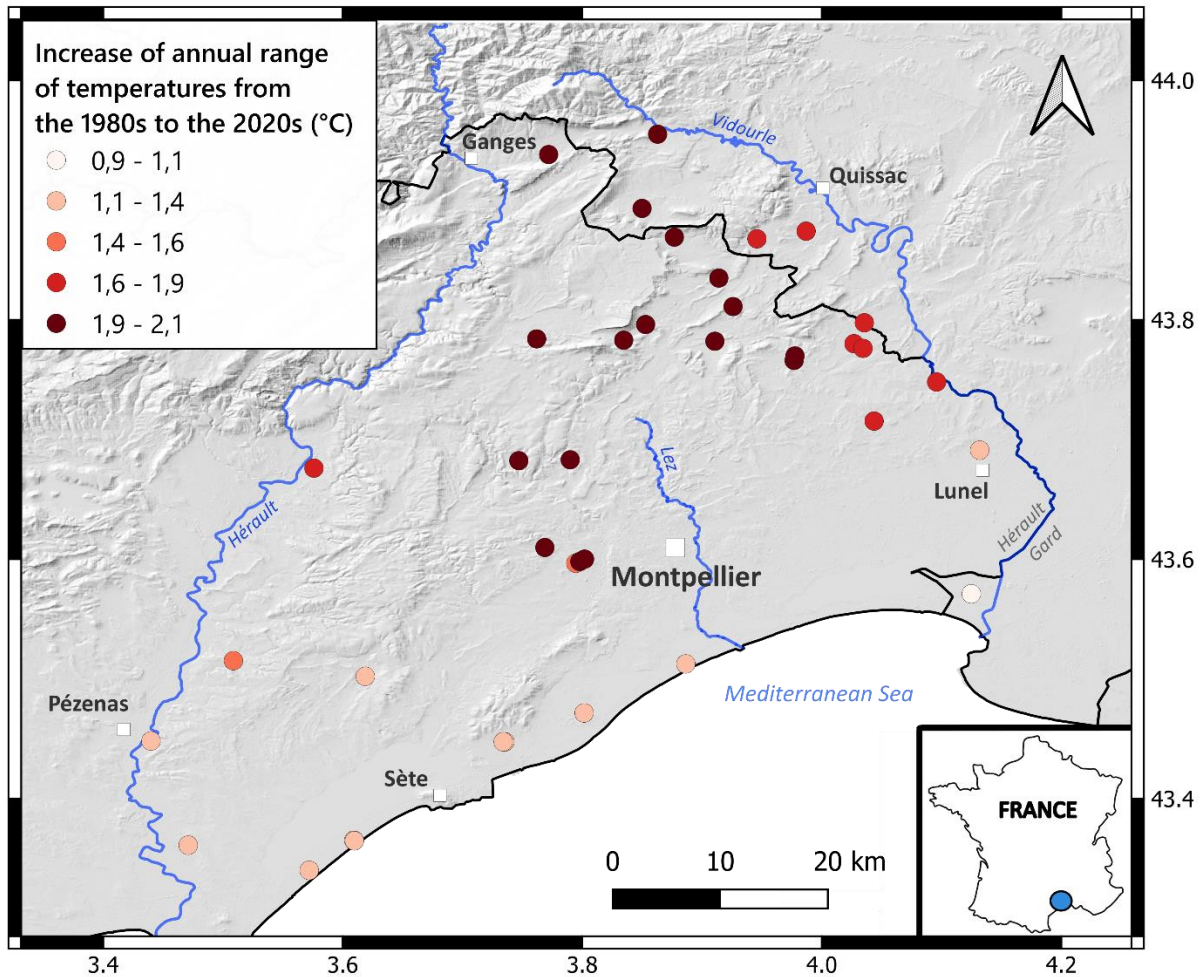 Increase of annual range
of temperatures from
the 1980s to the 2020s (°C)
0,9 - 1,1
1,1 - 1,4
1,4 - 1,6
1,6 - 1,9
1,9 - 2,1
44.0
Vidourle
Ganges
Quissac
43.8
Lez
Lunel
Hérault
Hérault
Gard
43.6
Montpellier
Mediterranean Sea
Pézenas
Sète
43.4
FRANCE
0 10 20 km
3.4 3.6 3.8 4.0 4.2